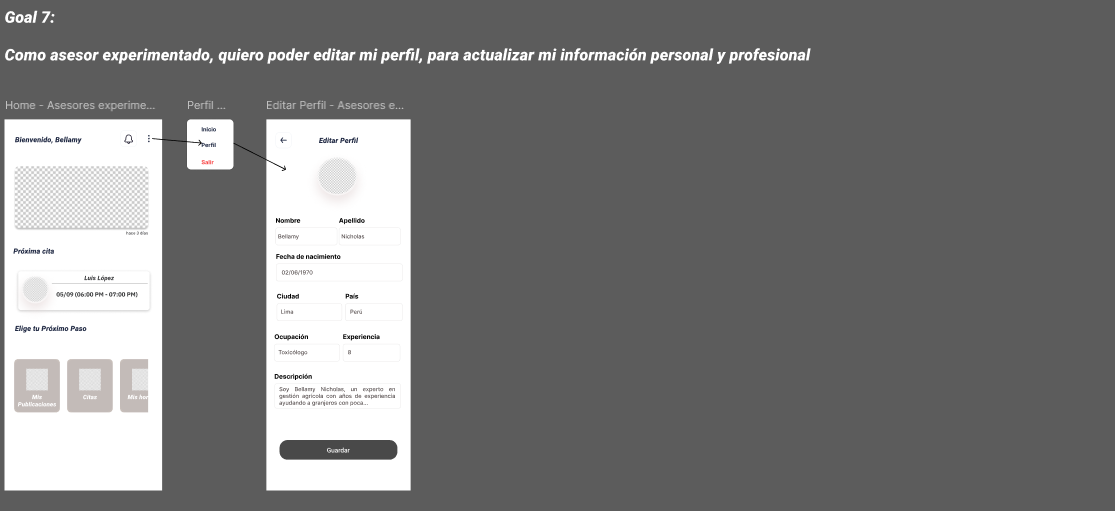 Goal 7:
Como asesor experimentado, quiero poder editar mi perfil, para actualizar mi información personal y profesional
Home - Asesores experime...
Perfil ...
Editar Perfil - Asesores e...
Bienvenido, Bellamy
hace 3 días
Próxima cita
Luis López
05/09 (06:00 PM - 07:00 PM)
Elige tu Próximo Paso
Mis
Publicaciones
Citas
Mis hor
Inicio
Perfil
Salir
Editar Perfil
Nombre
Apellido
Bellamy
Nicholas
Fecha de nacimiento
02/06/1970
Ciudad
País
Lima
Perú
Ocupación
Experiencia
Toxicólogo
8
Descripción
Soy Bellamy Nicholas, un experto en
gestión agrícola con años de experiencia
ayudando a granjeros con poca...
Guardar